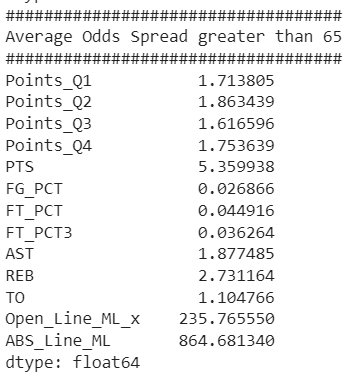 ###################################
Average Odds Spread greater than 65
###################################
Points_Q1 1.713805
Points_Q2 1.863439
Points_Q3 1.616596
Points_Q4 1.753639
PTS 5.359938
FG_PCT 0.026866
FT_PCT 0.044916
FT_PCT3 0.036264
AST 1.877485
REB 2.731164
TO 1.104766
Open_Line_ML_x 235.765550
ABS_Line_ML 864.681340
dtype: float64